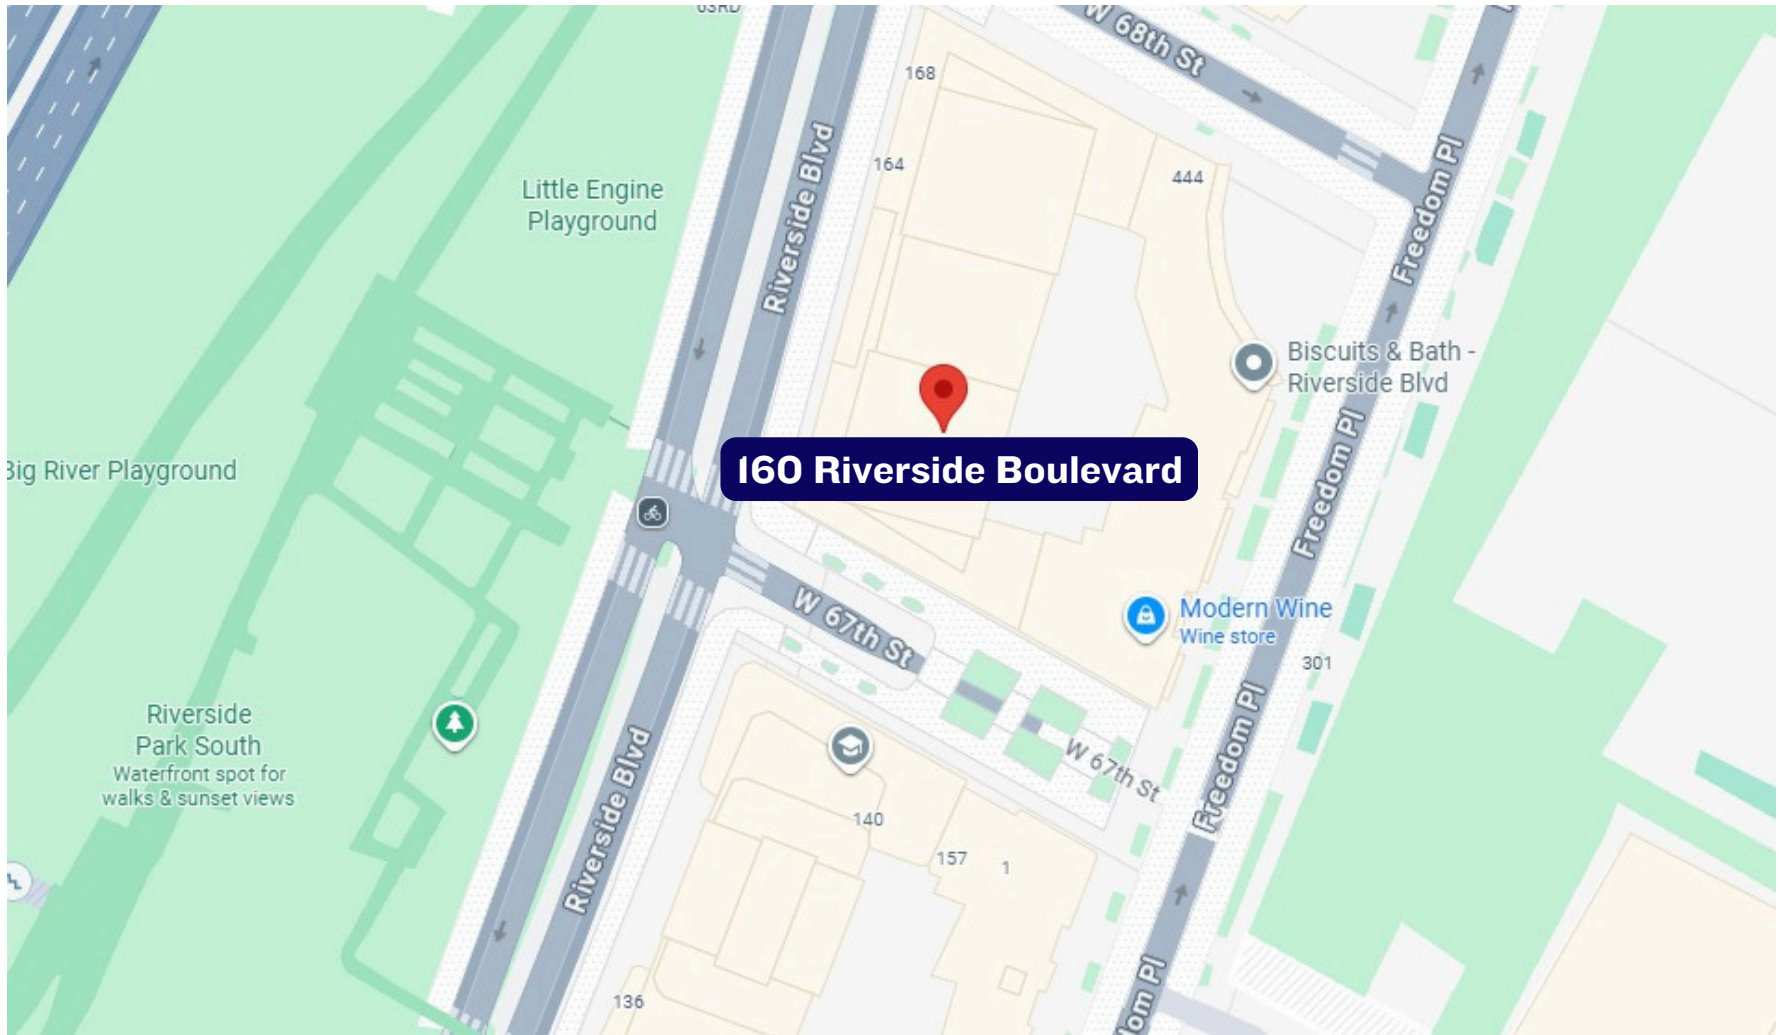 63RD
W 68th St
168
Riverside Blvd
164
444
Freedom Pl
Little Engine
Playground
Biscuits & Bath -
Riverside Blvd
Big River Playground
160 Riverside Boulevard
Freedom Pl
W 67th St
Modern Wine
Wine store
301
Riverside
Park South
Waterfront spot for
walks & sunset views
Riverside Blvd
W 67th St
Freedom Pl
140
157
1
136
dom Pl